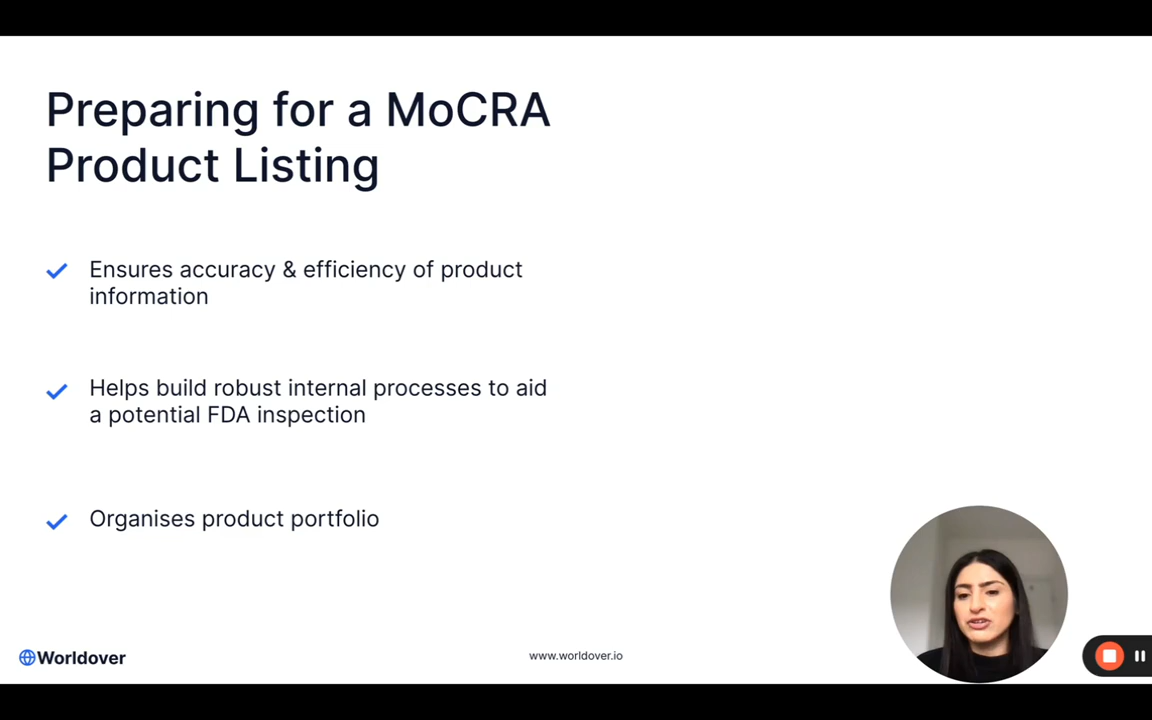 Preparing for a MoCRA
Product Listing
Ensures accuracy & efficiency of product
information
Helps build robust internal processes to aid
a potential FDA inspection
Organises product portfolio
Worldover
www.worldover.io